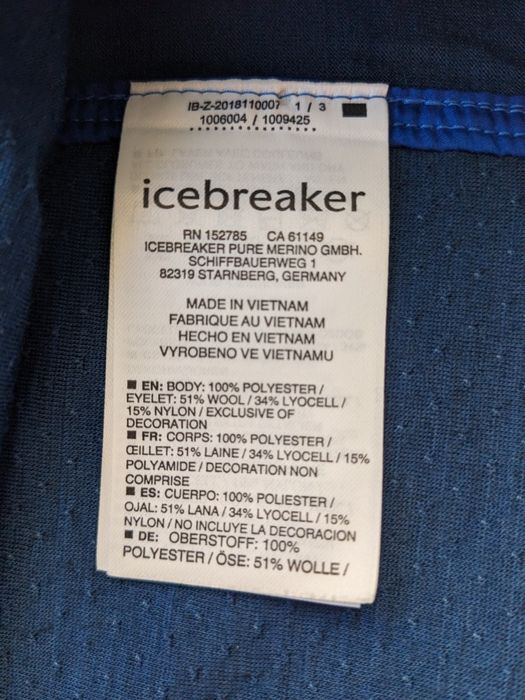 IB-Z-2018110007 1 / 3
1006004 / 1009425
icebreaker
RN 152785 CA 61149
ICEBREAKER PURE MERINO GMBH.
SCHIFFBAUERWEG 1
82319 STARNBERG, GERMANY
MADE IN VIETNAM
FABRIQUE AU VIETNAM
HECHO EN VIETNAM
VYROBENO VE VIETNAMU
■ EN: BODY: 100% POLYESTER /
EYELET: 51% WOOL / 34% LYOCELL /
15% NYLON / EXCLUSIVE OF
DECORATION
■ FR: CORPS: 100% POLYESTER /
ŒILLET: 51% LAINE / 34% LYOCELL / 15%
POLYAMIDE / DECORATION NON
COMPRISE
■ ES: CUERPO: 100% POLIESTER /
OJAL: 51% LANA / 34% LYOCELL / 15%
NYLON / NO INCLUYE LA DECORACION
■ DE: OBERSTOFF: 100%
POLYESTER / ÖSE: 51% WOLLE /